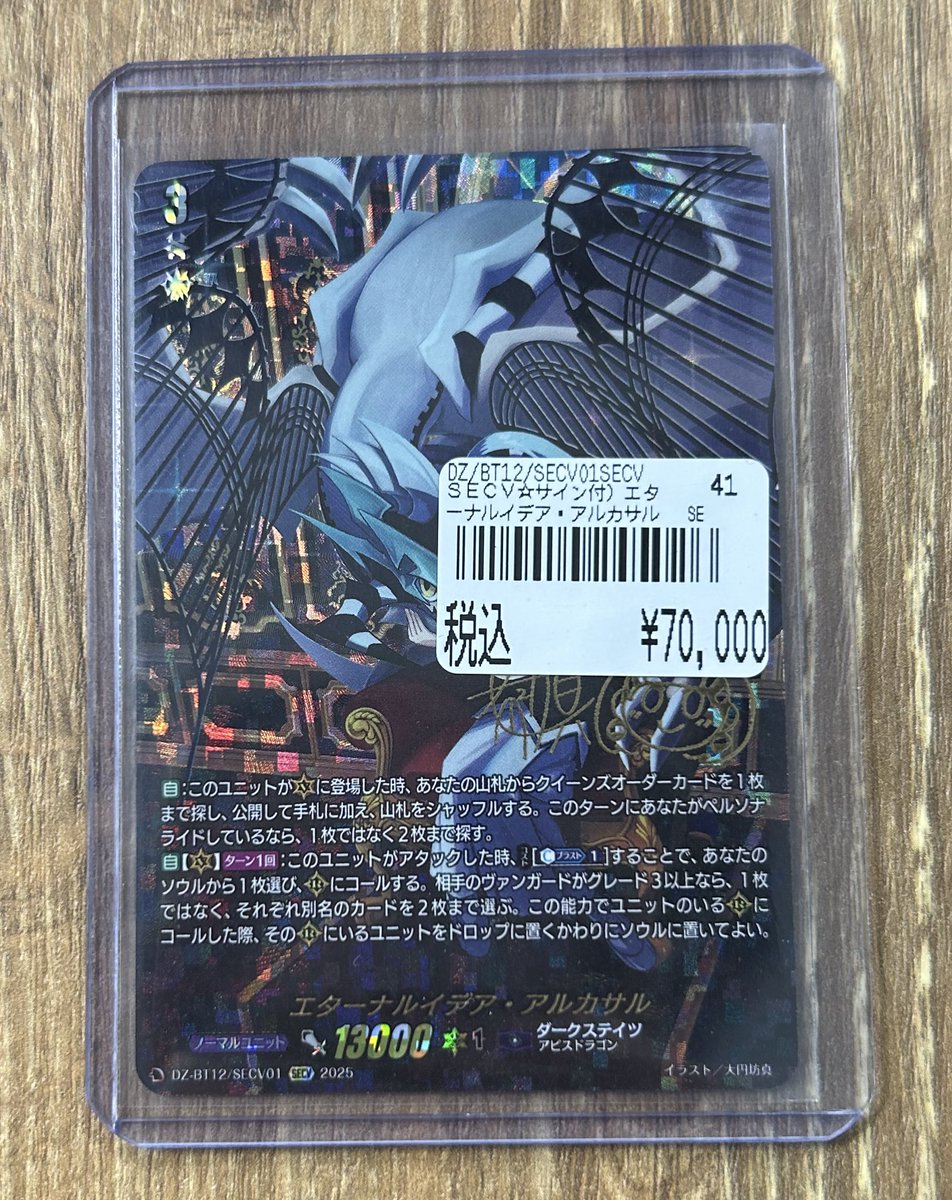 3
DZ/BT12/SECV01SECV
SECV☆サイン付) エタ 41
ーナルイデア・アルカサル SE
税込 ¥70,000
自:このユニットがVに登場した時、あなたの山札からクイーンズオーダーカードを1枚
まで探し、公開して手札に加え、山札をシャッフルする。このターンにあなたがペルソナ
ライドしているなら、1枚ではなく2枚まで探す。
自【V】ターン1回:このユニットがアタックした時、[ブラスト1]することで、あなたの
ソウルから1枚選び、Rにコールする。相手のヴァンガードがグレード3以上なら、1枚
ではなく、それぞれ別名のカードを2枚まで選ぶ。この能力でユニットのいるRに
コールした際、そのRにいるユニットをドロップに置くかわりにソウルに置いてよい。
エターナルイデア・アルカサル
ノーマルユニット 13000 1 ダークステイツ
アビスドラゴン
DZ-BT12/SECV01 SECV 2025 イラスト/大円坊貞